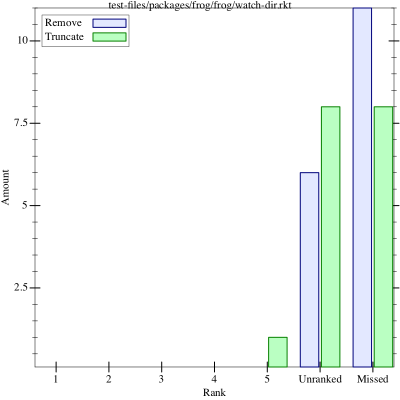 test-files/packages/frog/frog/watch-dir.rkt
Remove
Truncate
10
7.5
5
2.5
Amount
1 2 3 4 5 Unranked Missed
Rank